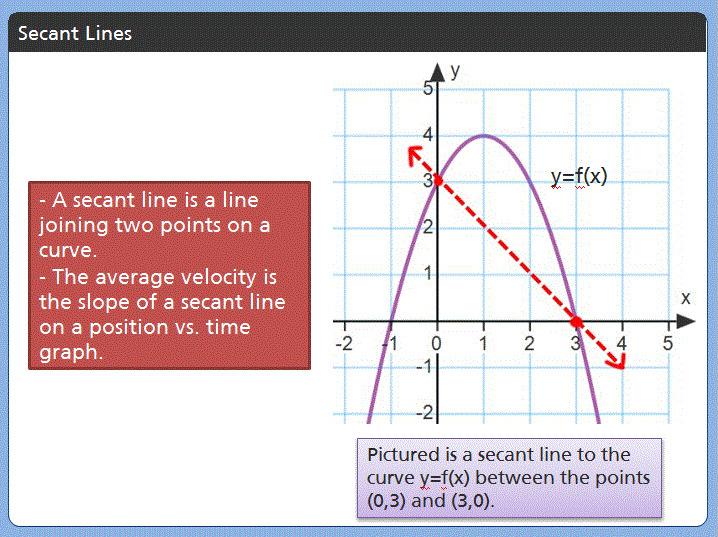 Secant Lines
- A secant line is a line
joining two points on a
curve.
- The average velocity is
the slope of a secant line
on a position vs. time
graph.
y
5
4
3
2
1
y=f(x)
x
-2 -1 0 1 2 3 4 5
-1
-2
Pictured is a secant line to the
curve y=f(x) between the points
(0,3) and (3,0).